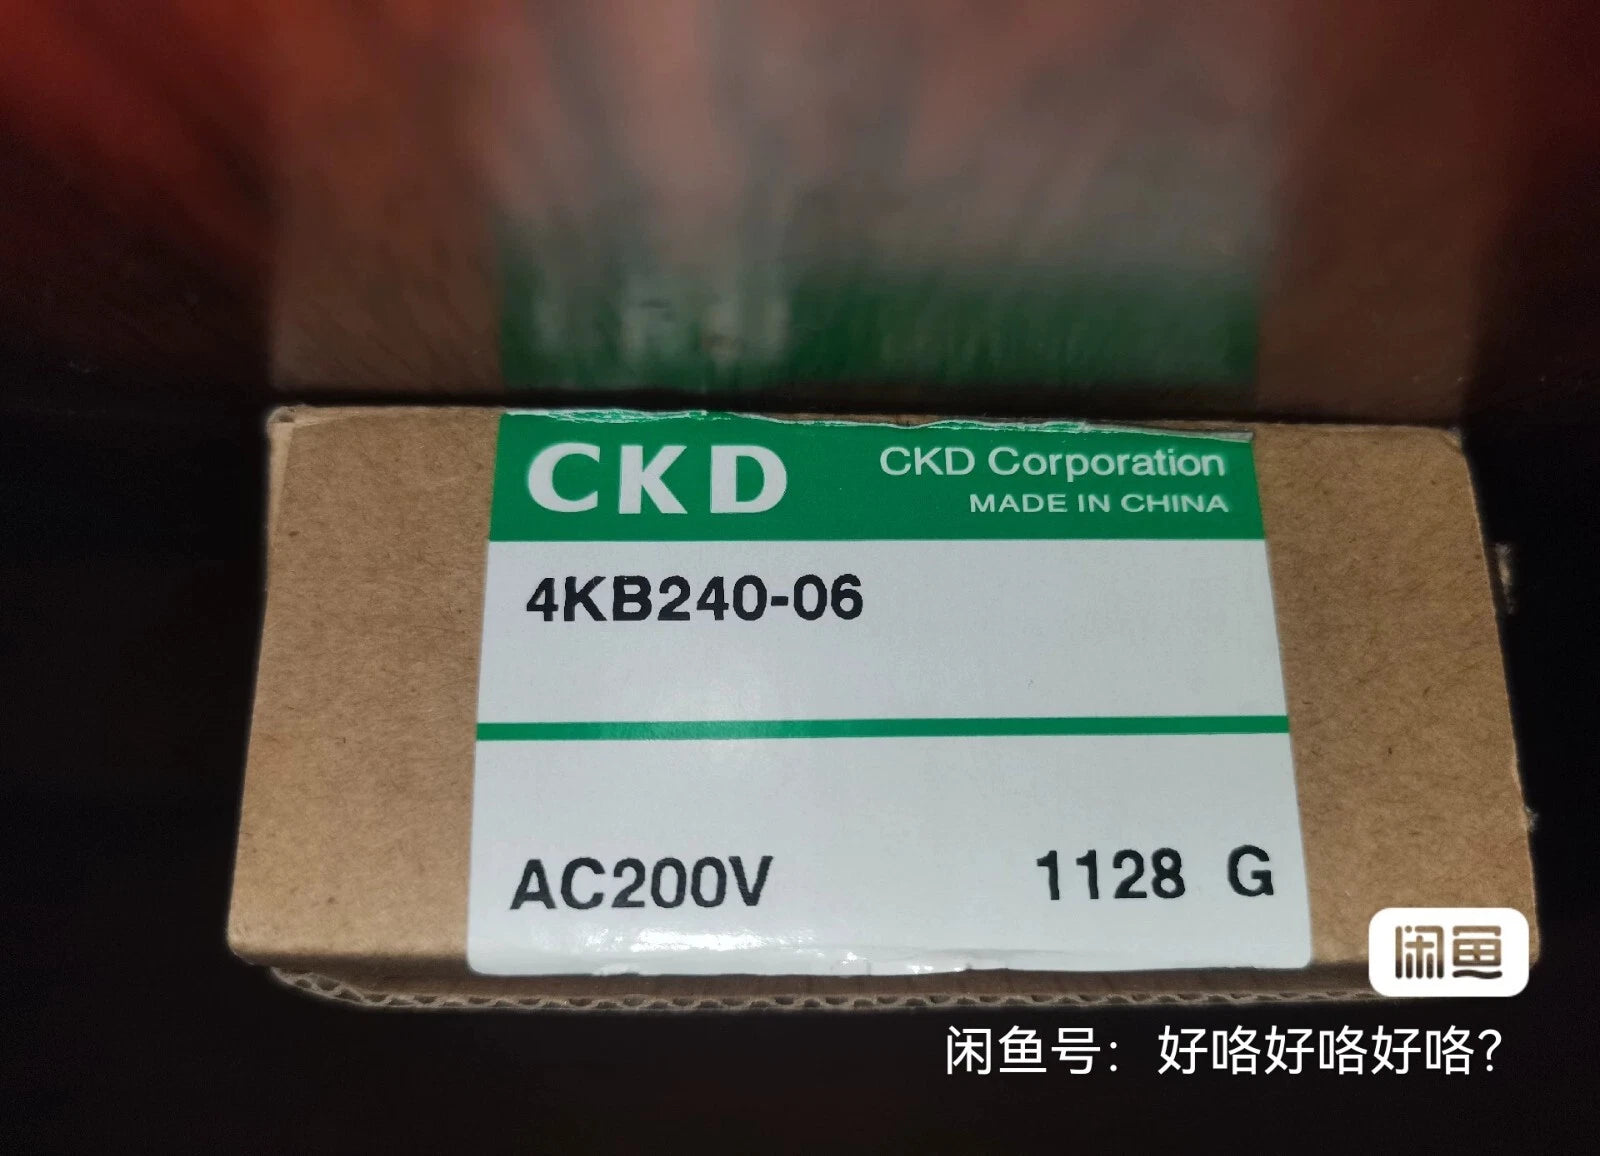 CKD
CKD Corporation
MADE IN CHINA
4KB240-06
AC200V 1128 G
闲鱼
闲鱼号：好咯好咯好咯？